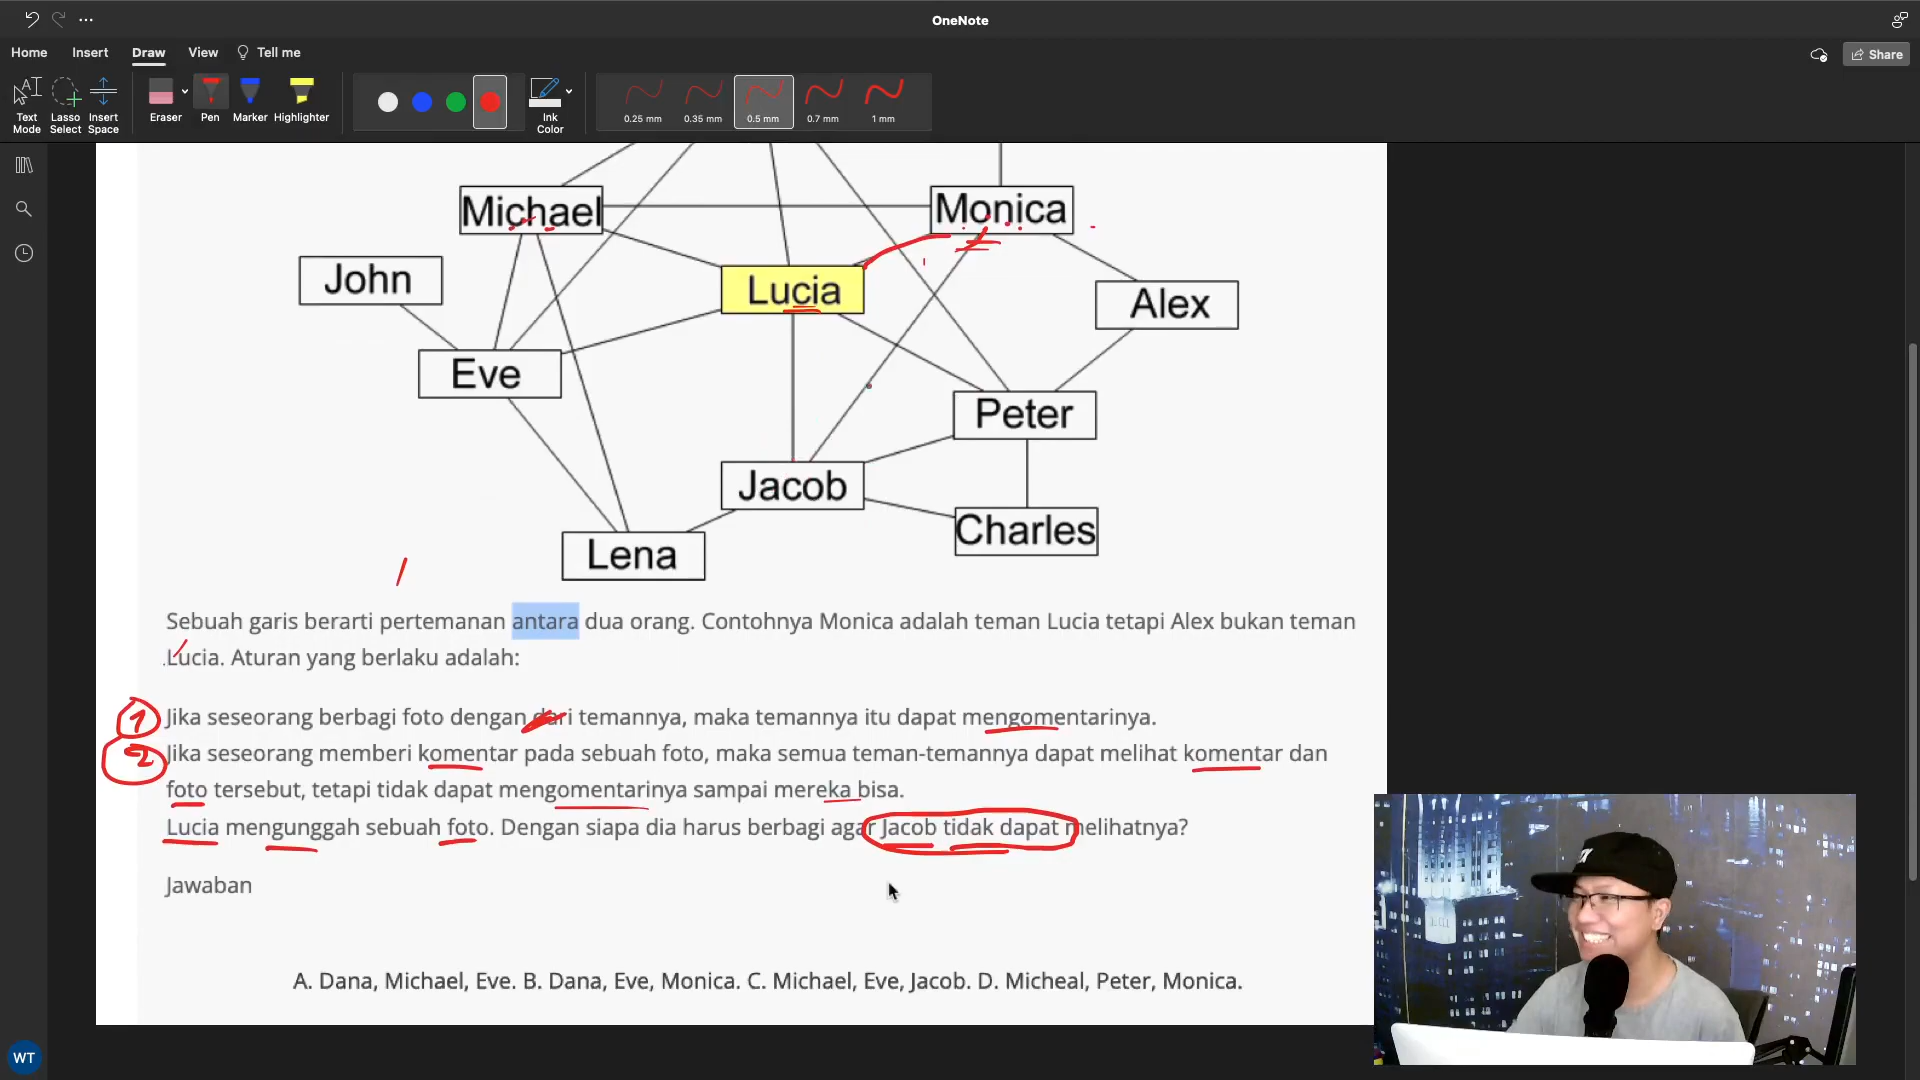 OneNote
Home Insert Draw View Tell me
Share
Text Mode
Lasso Select
Insert Space
Eraser
Pen
Marker
Highlighter
Ink Color
0.25 mm
0.35 mm
0.5 mm
0.7 mm
1 mm
Michael
Monica
John
Lucia
Alex
Eve
Peter
Jacob
Charles
Lena
Sebuah garis berarti pertemanan antara dua orang. Contohnya Monica adalah teman Lucia tetapi Alex bukan teman
Lucia. Aturan yang berlaku adalah:
1 Jika seseorang berbagi foto dengan dari temannya, maka temannya itu dapat mengomentarinya.
2 Jika seseorang memberi komentar pada sebuah foto, maka semua teman-temannya dapat melihat komentar dan
foto tersebut, tetapi tidak dapat mengomentarinya sampai mereka bisa.
Lucia mengunggah sebuah foto. Dengan siapa dia harus berbagi agar Jacob tidak dapat melihatnya?
Jawaban
A. Dana, Michael, Eve. B. Dana, Eve, Monica. C. Michael, Eve, Jacob. D. Micheal, Peter, Monica.
WT